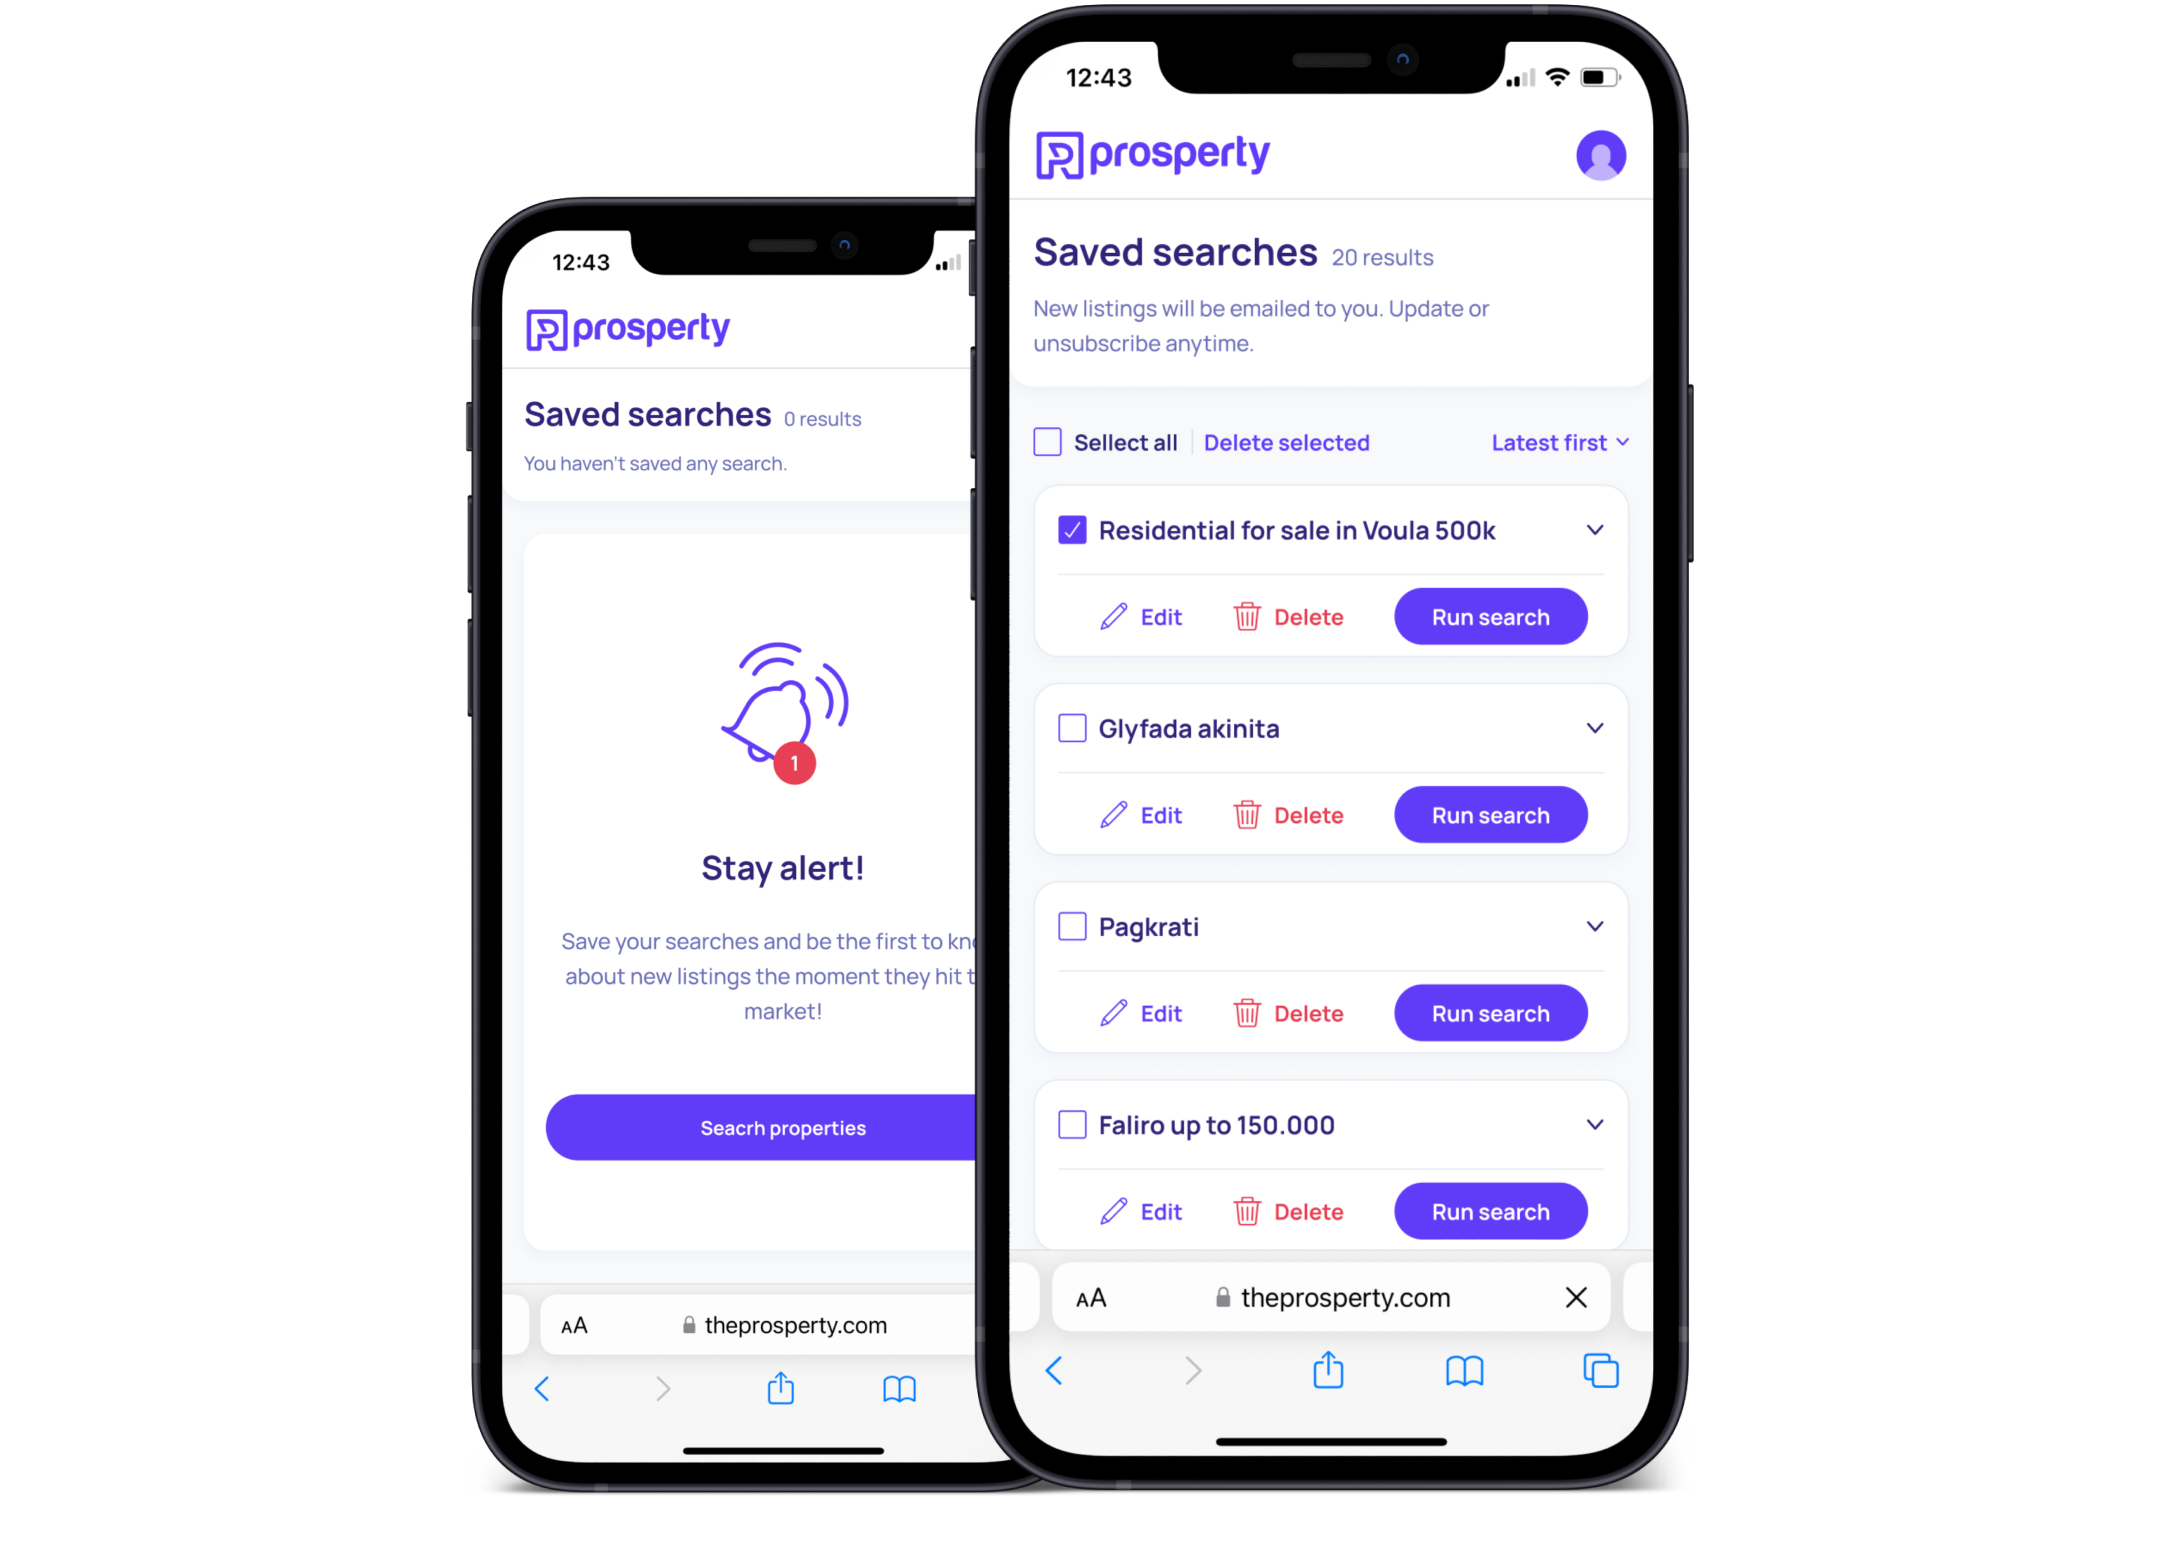 12:43
prosperty
Saved searches 0 results
You haven't saved any search.
1
Stay alert!
Save your searches and be the first to kn
about new listings the moment they hit t
market!
Seacrh properties
AA theprosperty.com
12:43
prosperty
Saved searches 20 results
New listings will be emailed to you. Update or
unsubscribe anytime.
Sellect all Delete selected Latest first
Residential for sale in Voula 500k
Edit Delete Run search
Glyfada akinita
Edit Delete Run search
Pagkrati
Edit Delete Run search
Faliro up to 150.000
Edit Delete Run search
AA theprosperty.com